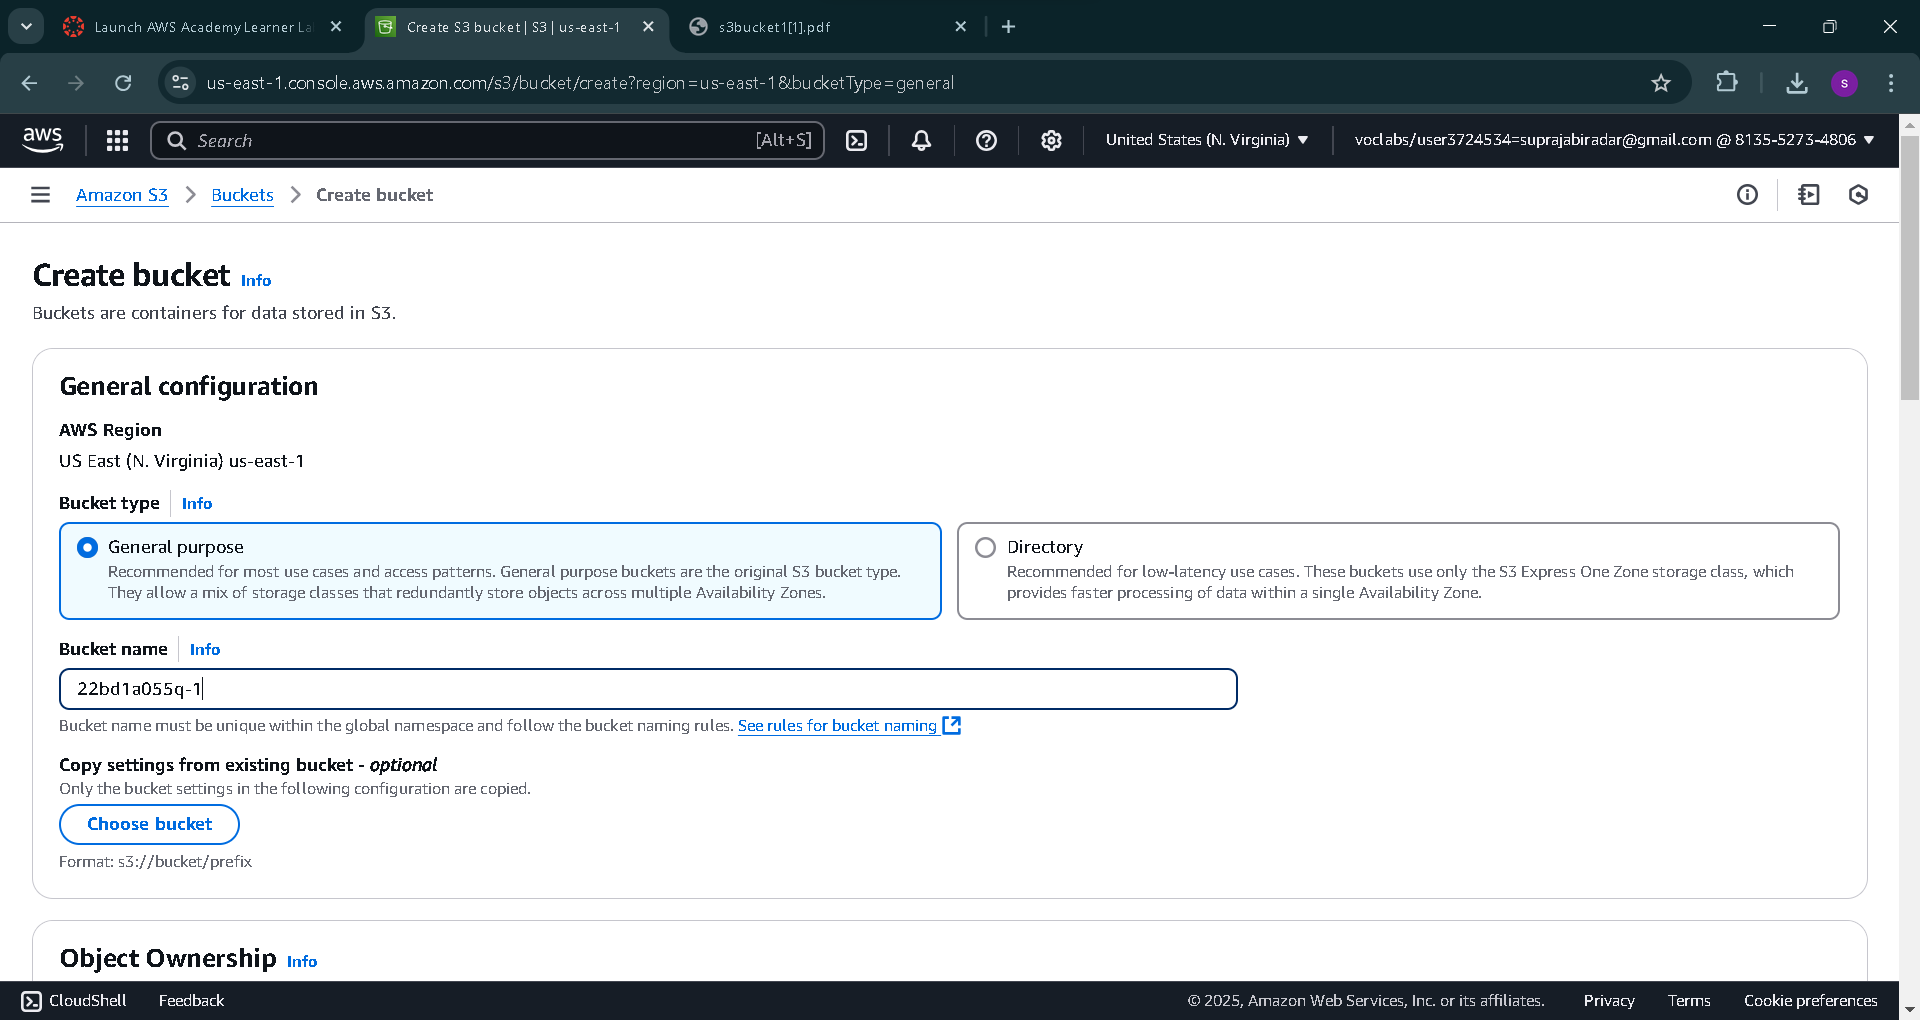 Launch AWS Academy Learner La
Create S3 bucket | S3 | us-east-1
s3bucket1[1].pdf
us-east-1.console.aws.amazon.com/s3/bucket/create?region=us-east-1&bucketType=general
s
aws
Search
[Alt+S]
United States (N. Virginia)
voclabs/user3724534=suprajabiradar@gmail.com @ 8135-5273-4806
Amazon S3
Buckets
Create bucket
Create bucket Info
Buckets are containers for data stored in S3.
General configuration
AWS Region
US East (N. Virginia) us-east-1
Bucket type Info
General purpose
Recommended for most use cases and access patterns. General purpose buckets are the original S3 bucket type.
They allow a mix of storage classes that redundantly store objects across multiple Availability Zones.
Directory
Recommended for low-latency use cases. These buckets use only the S3 Express One Zone storage class, which
provides faster processing of data within a single Availability Zone.
Bucket name Info
22bd1a055q-1
Bucket name must be unique within the global namespace and follow the bucket naming rules. See rules for bucket naming
Copy settings from existing bucket - optional
Only the bucket settings in the following configuration are copied.
Choose bucket
Format: s3://bucket/prefix
Object Ownership Info
CloudShell
Feedback
© 2025, Amazon Web Services, Inc. or its affiliates.
Privacy
Terms
Cookie preferences